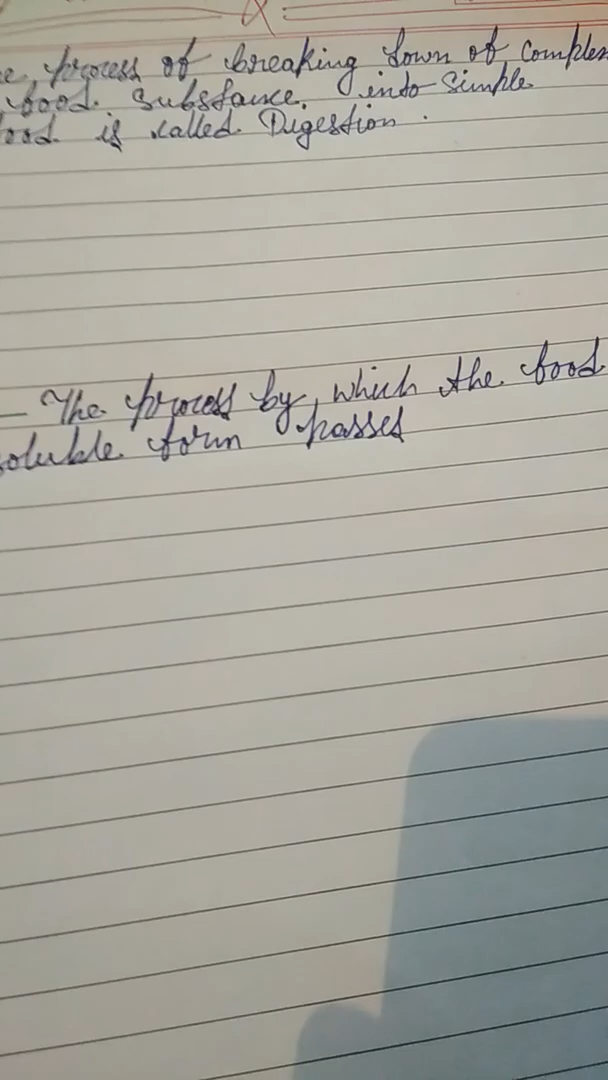 process of breaking down of complex
food substance, into simple
food is called Digestion.
— The process by which the food
soluble form passes